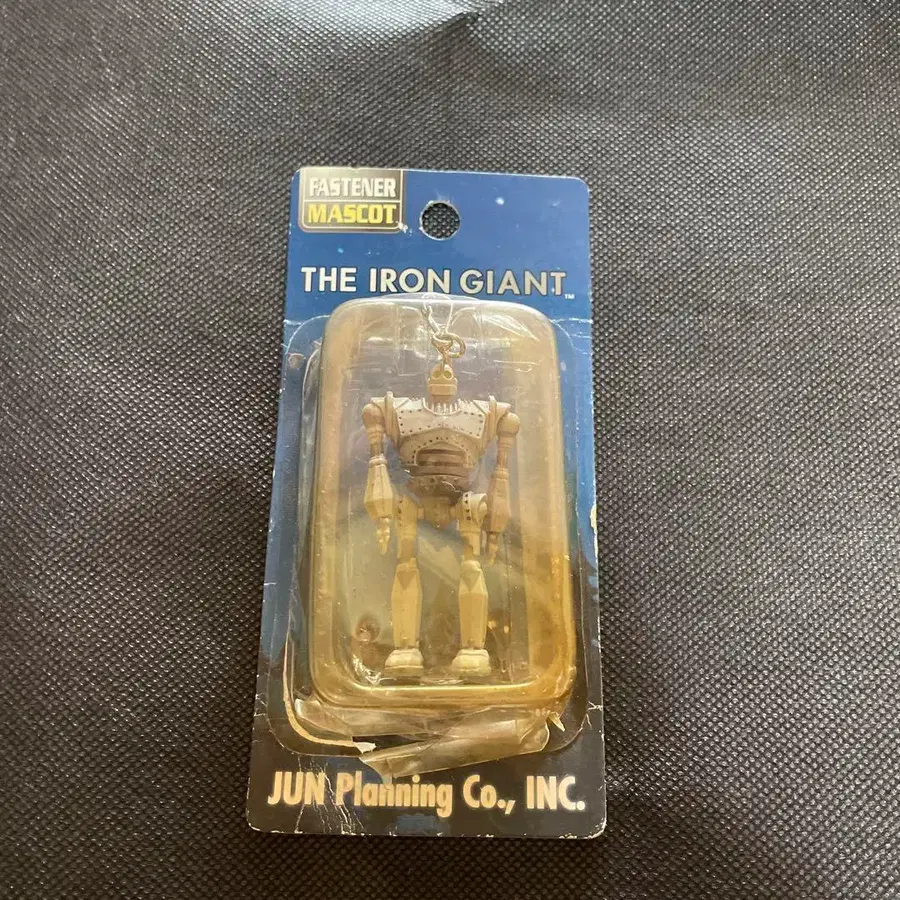 FASTENER
MASCOT
THE IRON GIANT™
JUN Planning Co., INC.